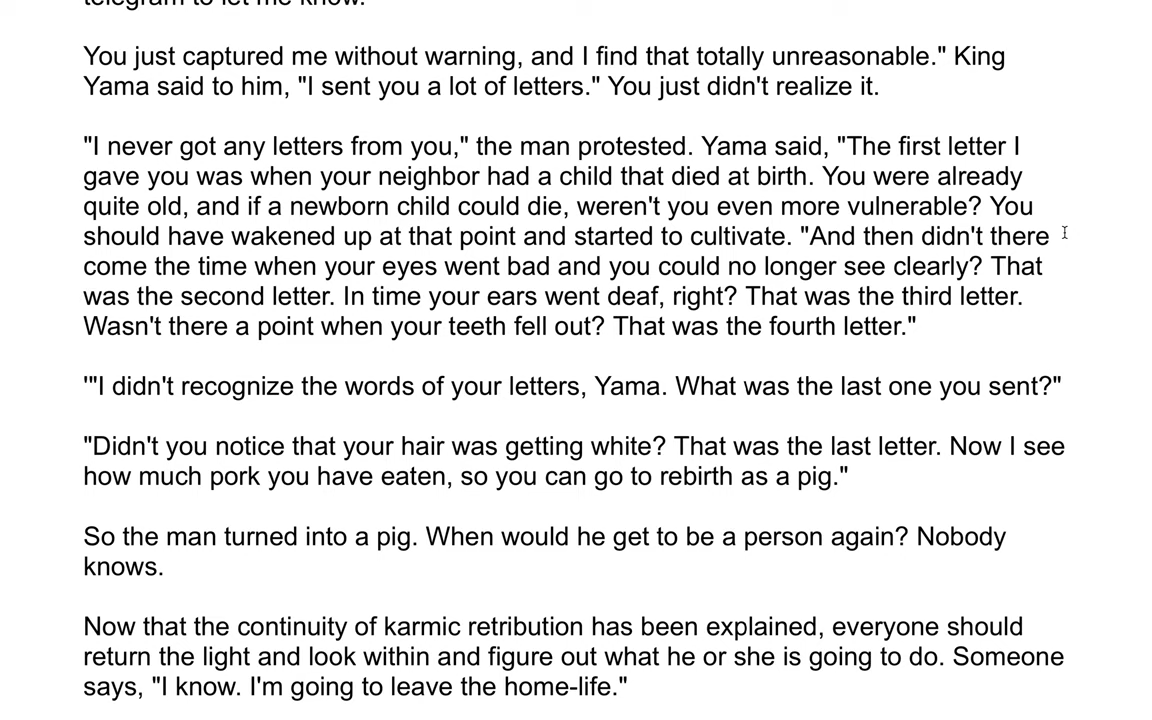 telegram to let me know.
You just captured me without warning, and I find that totally unreasonable." King
Yama said to him, "I sent you a lot of letters." You just didn't realize it.
"I never got any letters from you," the man protested. Yama said, "The first letter I
gave you was when your neighbor had a child that died at birth. You were already
quite old, and if a newborn child could die, weren't you even more vulnerable? You
should have wakened up at that point and started to cultivate. "And then didn't there
come the time when your eyes went bad and you could no longer see clearly? That
was the second letter. In time your ears went deaf, right? That was the third letter.
Wasn't there a point when your teeth fell out? That was the fourth letter."
'"I didn't recognize the words of your letters, Yama. What was the last one you sent?"
"Didn't you notice that your hair was getting white? That was the last letter. Now I see
how much pork you have eaten, so you can go to rebirth as a pig."
So the man turned into a pig. When would he get to be a person again? Nobody
knows.
Now that the continuity of karmic retribution has been explained, everyone should
return the light and look within and figure out what he or she is going to do. Someone
says, "I know. I'm going to leave the home-life."